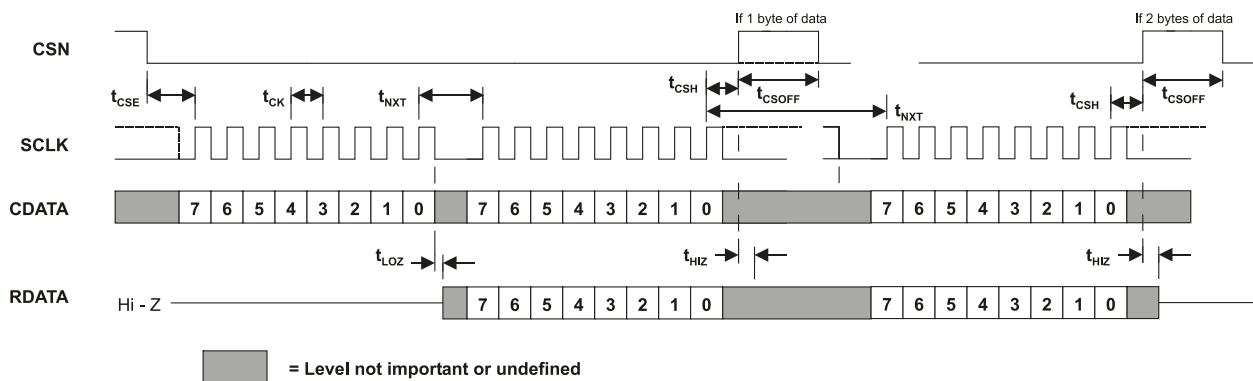 If 1 byte of data If 2 bytes of data
CSN
tCSE tCK tNXT tCSH tCSOFF tNXT tCSH tCSOFF
SCLK
CDATA 7 6 5 4 3 2 1 0 7 6 5 4 3 2 1 0 7 6 5 4 3 2 1 0
tLOZ tHIZ tHIZ
RDATA Hi - Z 7 6 5 4 3 2 1 0 7 6 5 4 3 2 1 0
= Level not important or undefined